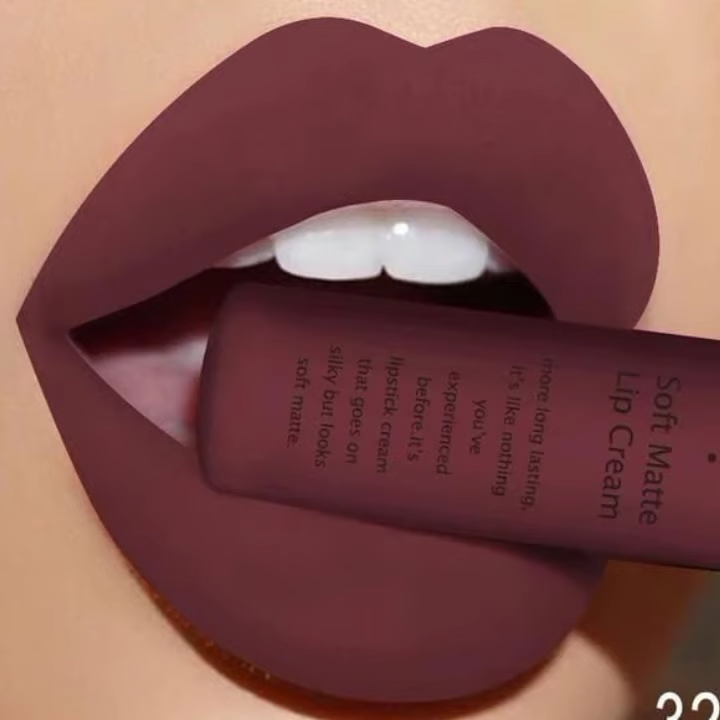 Soft Matte
Lip Cream
more long lasting.
it's like nothing
you've
experienced
before.it's
lipstick cream
that goes on
silky but looks
soft matte.
32